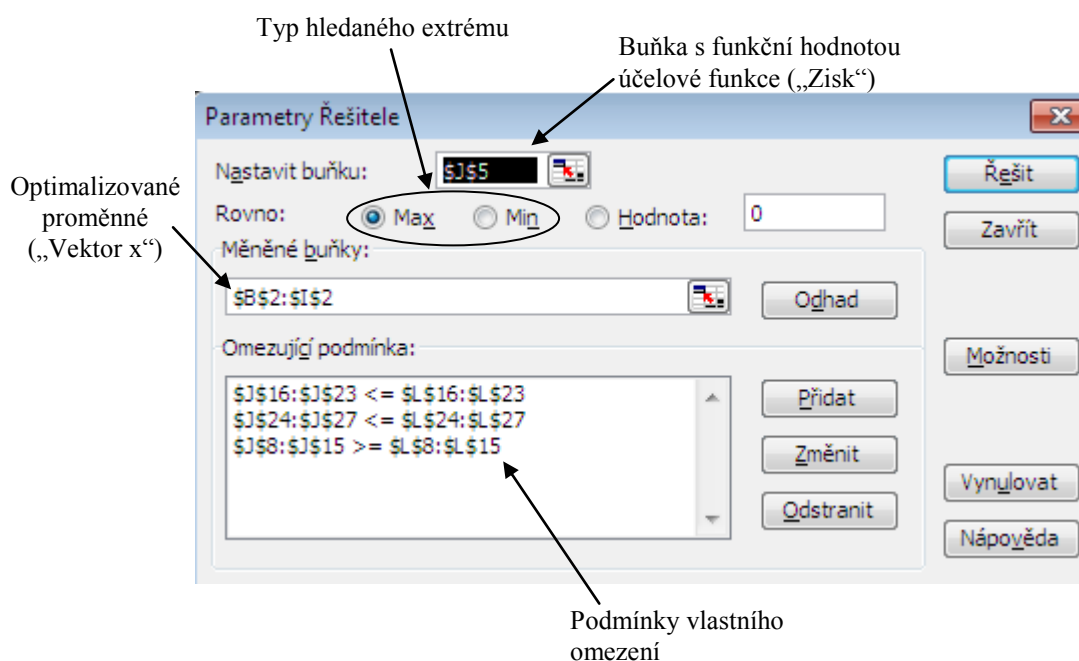 Typ hledaného extrému
Buňka s funkční hodnotou
účelové funkce („Zisk“)
Parametry Řešitele
Nastavit buňku:
$J$5
Řešit
Optimalizované
proměnné
(„Vektor x“)
Rovno:
Max
Min
Hodnota:
0
Zavřít
Měněné buňky:
$B$2:$I$2
Odhad
Omezující podmínka:
Možnosti
$J$16:$J$23 <= $L$16:$L$23
$J$24:$J$27 <= $L$24:$L$27
$J$8:$J$15 >= $L$8:$L$15
Přidat
Změnit
Odstranit
Vynulovat
Nápověda
Podmínky vlastního
omezení